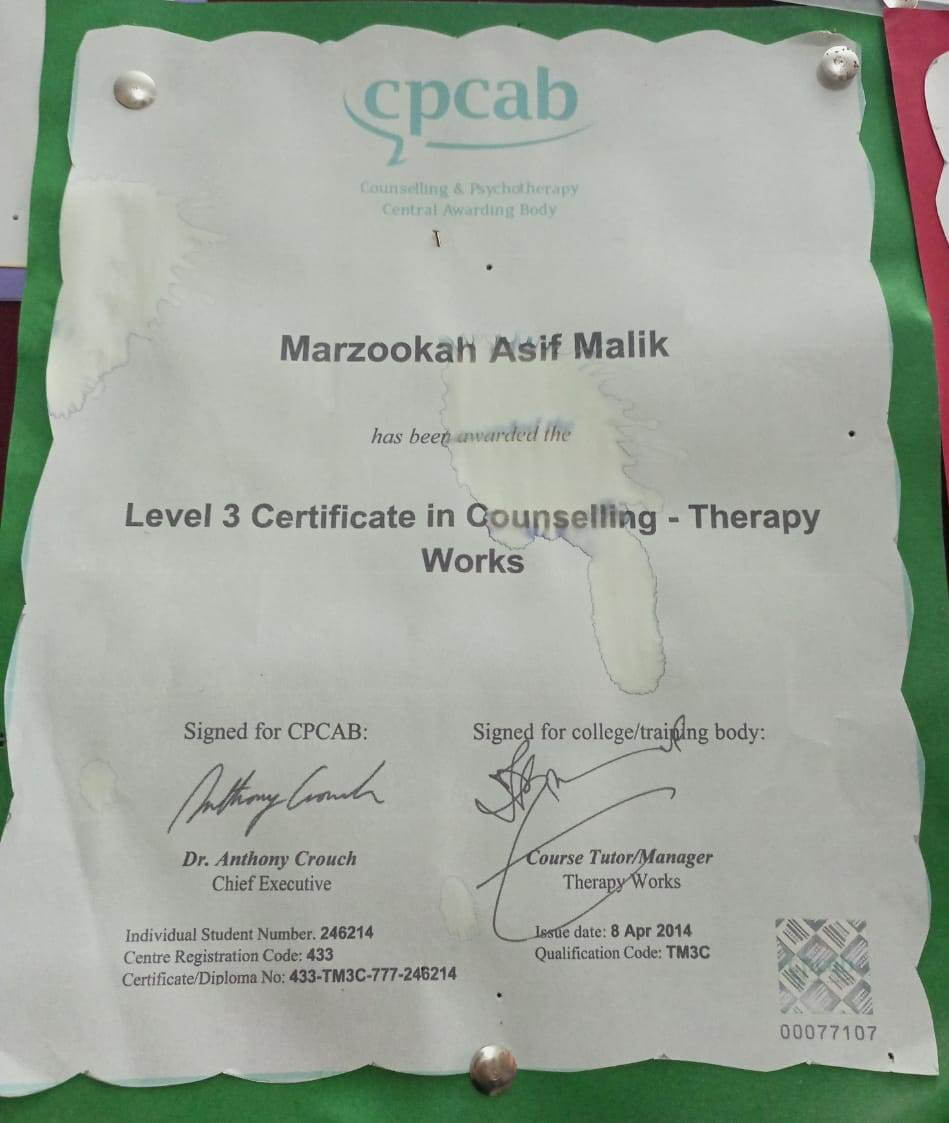 cpcab
Counselling & Psychotherapy
Central Awarding Body
Marzookah Asif Malik
has been awarded the
Level 3 Certificate in Counselling - Therapy
Works
Signed for CPCAB:
Signed for college/training body:
Anthony Crouch
Dr. Anthony Crouch
Chief Executive
Course Tutor/Manager
Therapy Works
Individual Student Number. 246214
Centre Registration Code: 433
Certificate/Diploma No: 433-TM3C-777-246214
Issue date: 8 Apr 2014
Qualification Code: TM3C
00077107